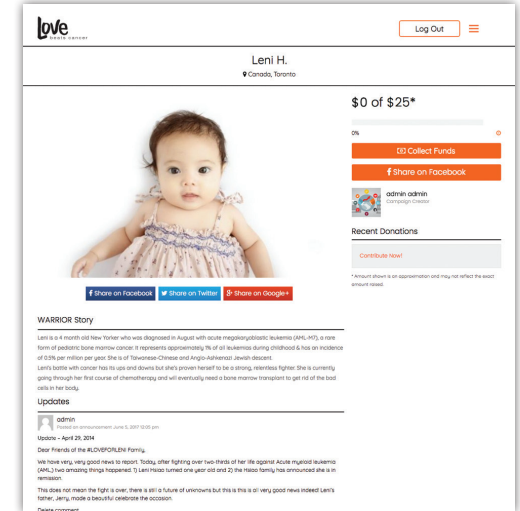 love
beats cancer
Log Out
Leni H.
Canada, Toronto
$0 of $25*
0%
Collect Funds
Share on Facebook
admin admin
Campaign Creator
Recent Donations
Contribute Now!
* Amount shown is an approximation and may not reflect the exact
amount raised.
Share on Facebook
Share on Twitter
Share on Google+
WARRIOR Story
Leni is a 4 month old New Yorker who was diagnosed in August with acute megakaryoblastic leukemia (AML-M7), a rare
form of pediatric bone marrow cancer. It represents approximately 1% of all leukemias during childhood & has an incidence
of 0.5% per million per year. She is of Taiwanese-Chinese and Anglo-Ashkenazi Jewish descent.
Leni's battle with cancer has its ups and downs but she's proven herself to be a strong, relentless fighter. She is currently
going through her first course of chemotherapy and will eventually need a bone marrow transplant to get rid of the bad
cells in her body.
Updates
admin
Posted an announcement June 5, 2017 12:05 pm
Update - April 29, 2014
Dear Friends of the #LOVEFORLENI Family,
We have very, very good news to report. Today, after fighting over two-thirds of her life against Acute myeloid leukemia
(AML,) two amazing things happened. 1) Leni Hsiao turned one year old and 2) the Hsiao family has announced she is in
remission.
This does not mean the fight is over, there is still a future of unknowns but this is this is all very good news indeed! Leni's
father, Jerry, made a beautiful celebrate the occasion.
Delete comment